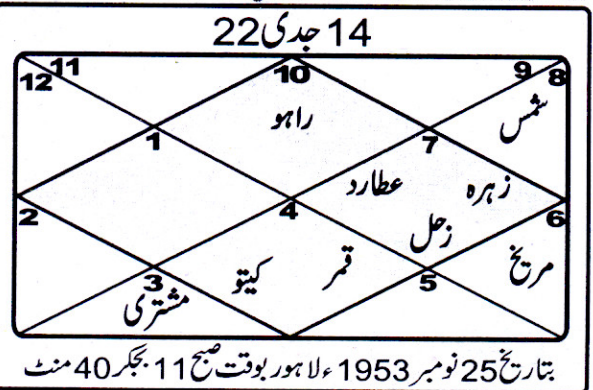 14 جدی 22
12 11 10 9 8
راہو
شمس
1 7
عطارد زہرہ
2 4 6
زحل
3 کیتو قمر 5 مریخ
مشتری
بتاریخ 25 نومبر 1953ء لاہور بوقت صبح 11 بجکر 40 منٹ